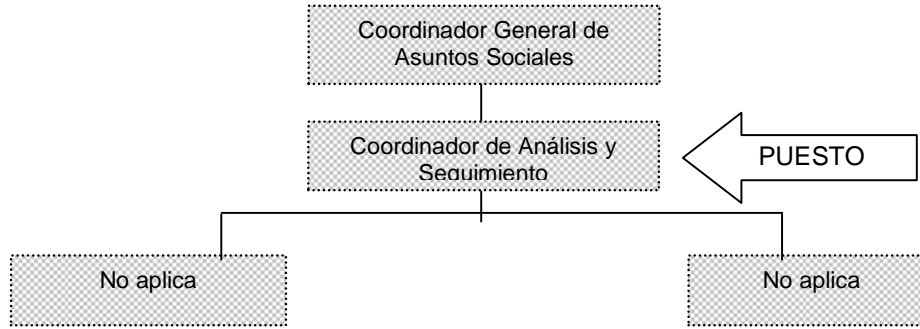 Coordinador General de
Asuntos Sociales
Coordinador de Análisis y
Seguimiento
PUESTO
No aplica
No aplica